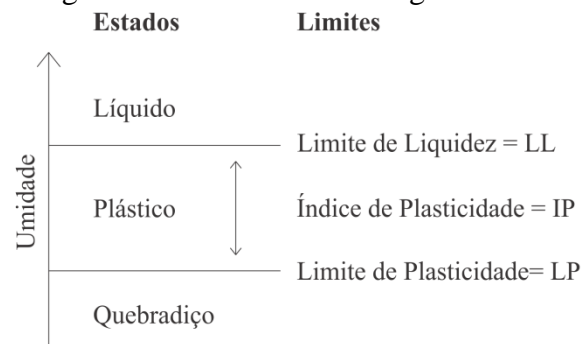 Estados Limites
Líquido
Limite de Liquidez = LL
Umidade
Plástico
Índice de Plasticidade = IP
Limite de Plasticidade= LP
Quebradiço